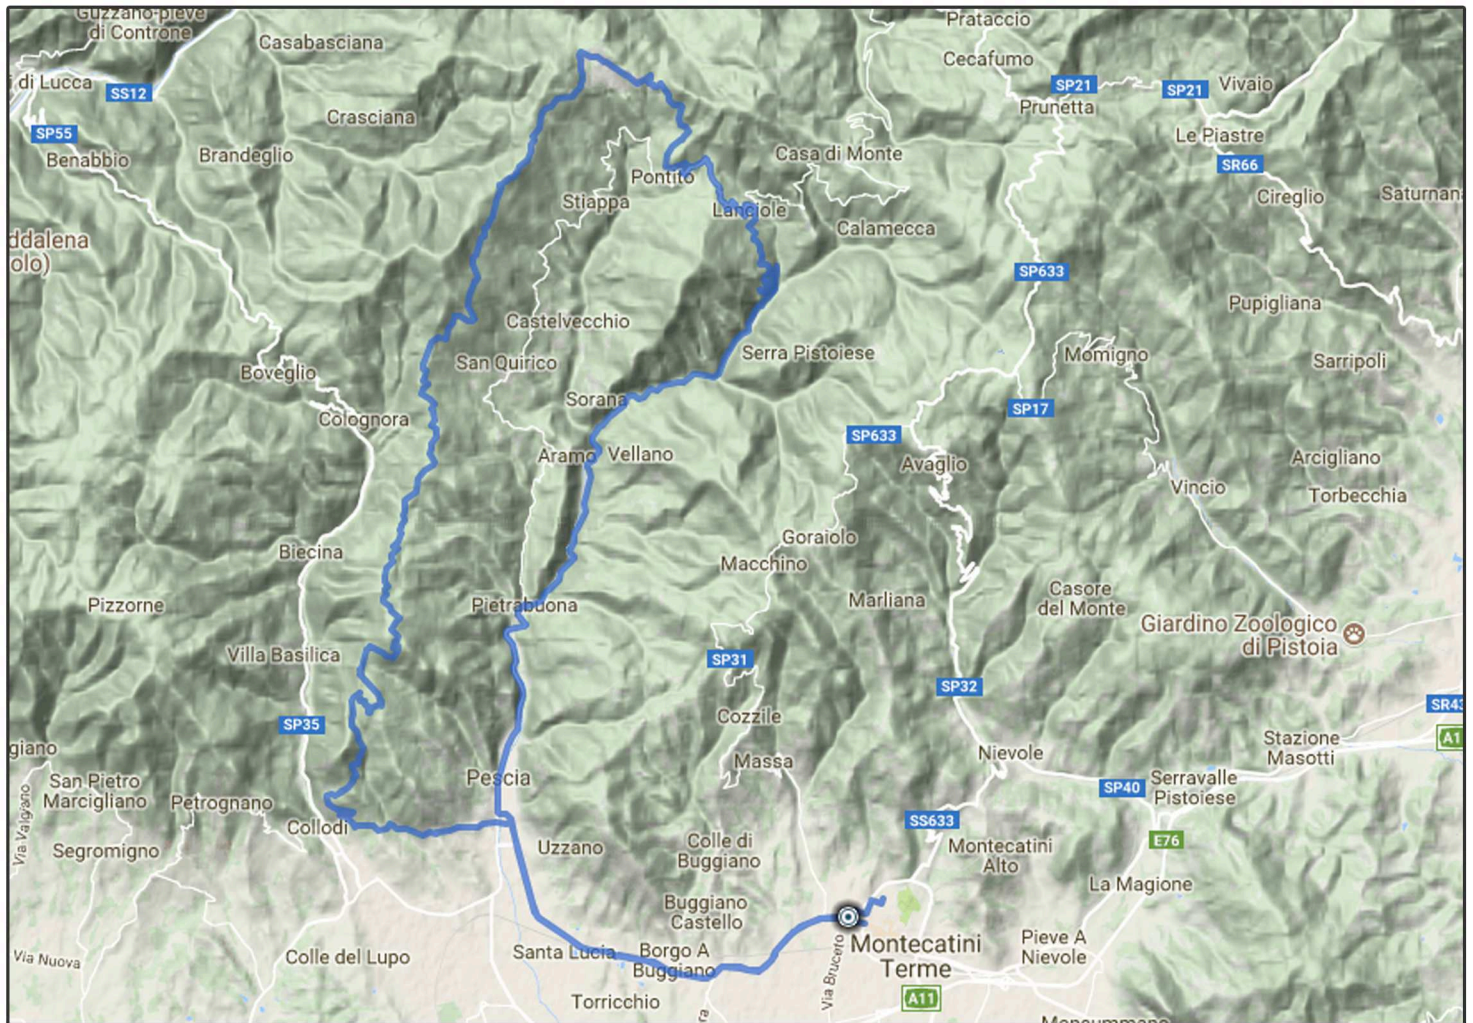 Guzzano-pieve
di Controne
Casabasciana
Prataccio
Cecafumo
i di Lucca
SS12
SP21
SP21
Vivaio
Prunetta
Crasciana
Le Piastre
SP55
Benabbio
Brandeglio
Casa di Monte
SR66
Pontito
Stiappa
Cireglio
Saturnan
Lanciole
Calamecca
ddalena
olo)
SP633
Pupigliana
Castelvecchio
San Quirico
Serra Pistoiese
Momigno
Sarripoli
Boveglio
Sorana
SP17
Colognora
SP633
Aramo
Vellano
Avaglio
Arcigliano
Vincio
Torbecchia
Goraiolo
Biecina
Macchino
Pizzorne
Pietrabuona
Marliana
Casore
del Monte
Giardino Zoologico
di Pistoia
Villa Basilica
SP31
SP32
SP35
Cozzile
SR43
giano
Massa
Nievole
Stazione
Masotti
A1
Pescia
San Pietro
Marcigliano
Petrognano
SP40
Serravalle
Pistoiese
Via Valgiano
Collodi
SS633
Segromigno
Uzzano
Colle di
Buggiano
Montecatini
Alto
E76
La Magione
Buggiano
Castello
Santa Lucia
Borgo A
Buggiano
Via Bruceto
Montecatini
Terme
Pieve A
Nievole
Via Nuova
Colle del Lupo
Torricchio
A11
ra
Monsummano